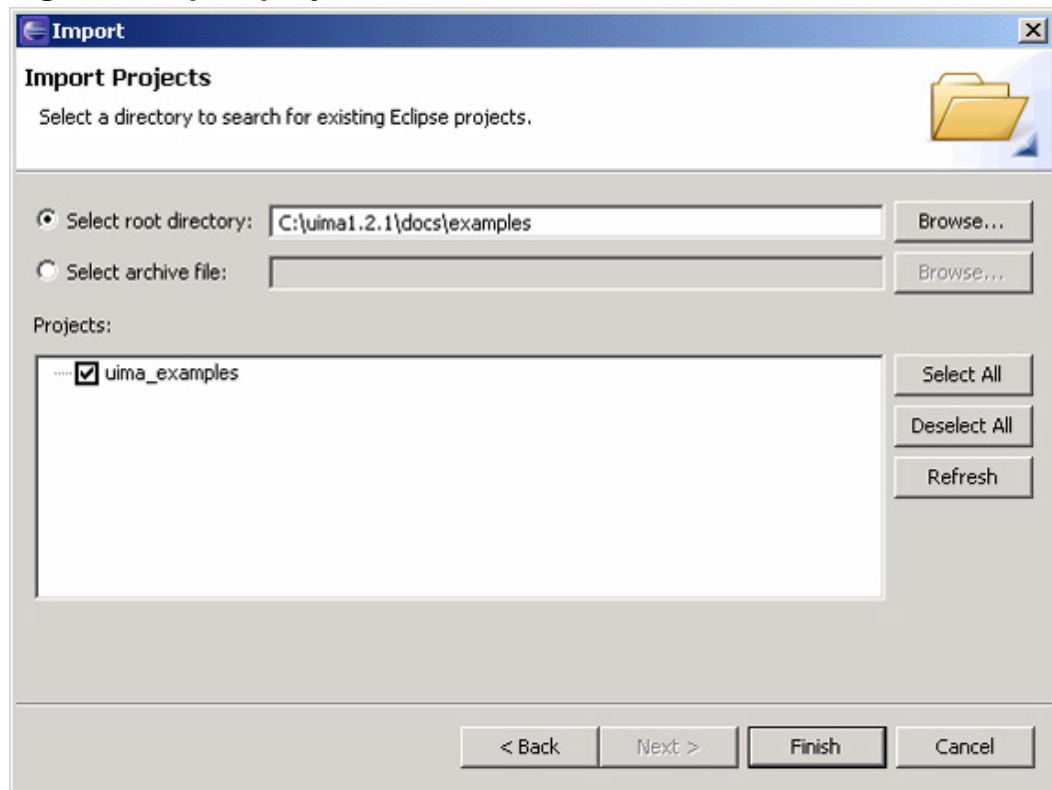 Import
Import Projects
Select a directory to search for existing Eclipse projects.
Select root directory: C:\uima1.2.1\docs\examples Browse...
Select archive file: Browse...
Projects:
uima_examples
Select All
Deselect All
Refresh
< Back Next > Finish Cancel